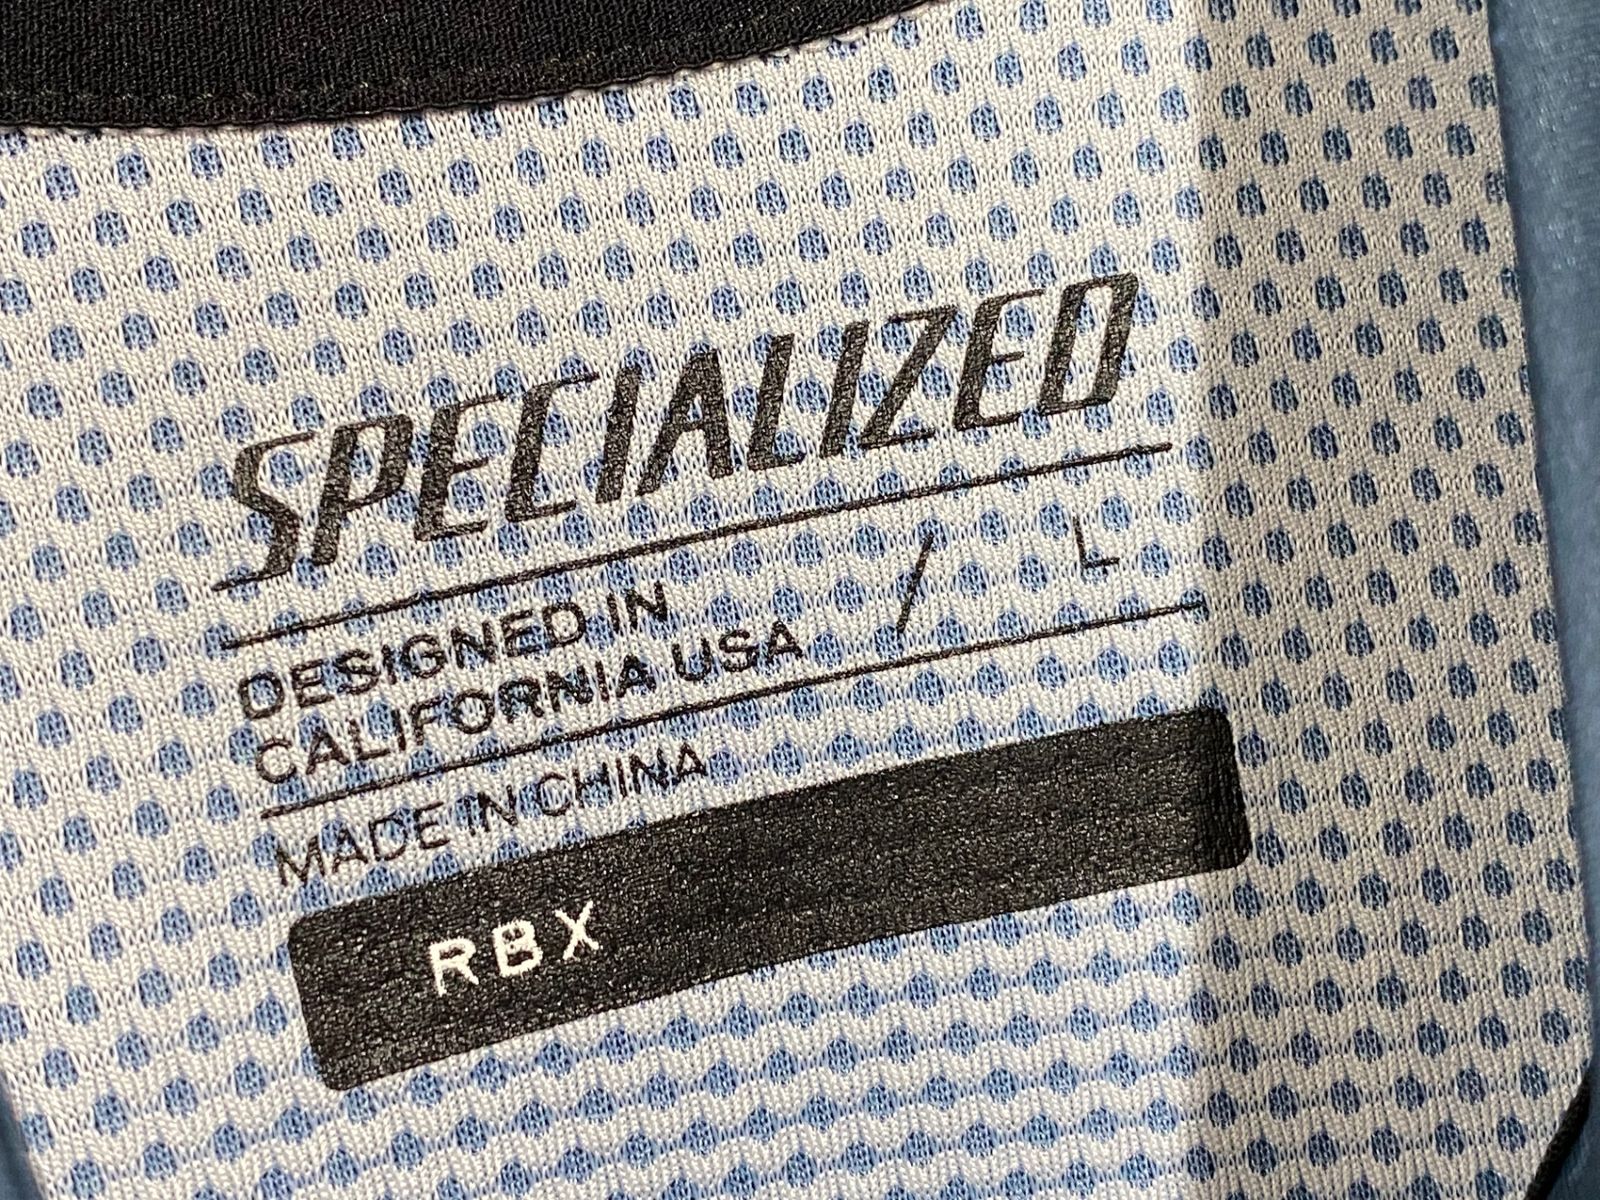 SPECIALIZED
DESIGNED IN
CALIFORNIA USA / L
MADE IN CHINA
RBX